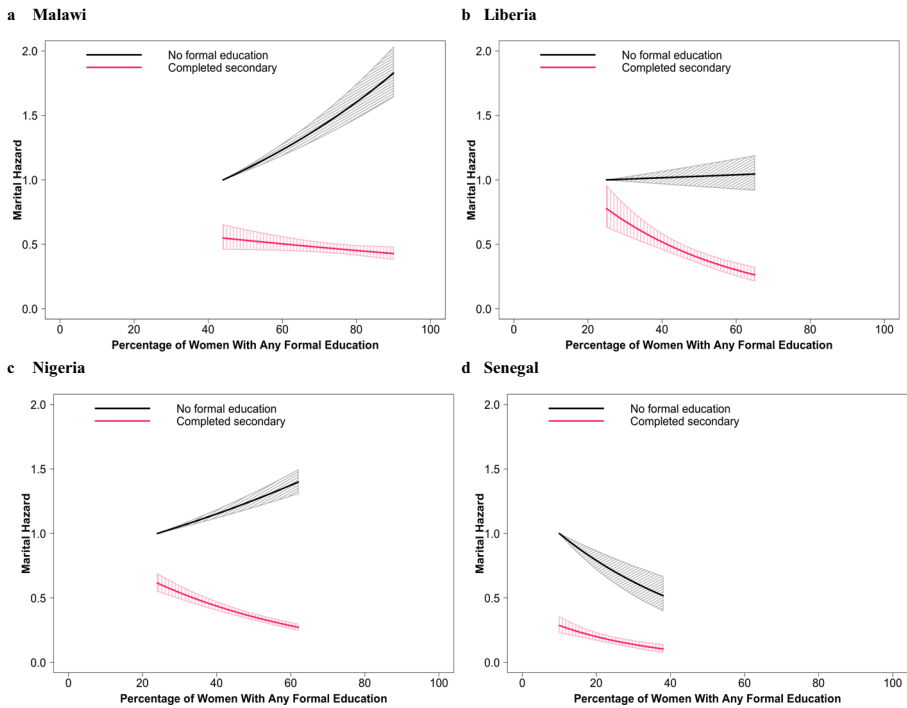 a Malawi
2.0
No formal education
Completed secondary
1.5
1.0
0.5
0.0
Marital Hazard
0 20 40 60 80 100
Percentage of Women With Any Formal Education
b Liberia
2.0
No formal education
Completed secondary
1.5
1.0
0.5
0.0
Marital Hazard
0 20 40 60 80 100
Percentage of Women With Any Formal Education
c Nigeria
2.0
No formal education
Completed secondary
1.5
1.0
0.5
0.0
Marital Hazard
0 20 40 60 80 100
Percentage of Women With Any Formal Education
d Senegal
2.0
No formal education
Completed secondary
1.5
1.0
0.5
0.0
Marital Hazard
0 20 40 60 80 100
Percentage of Women With Any Formal Education